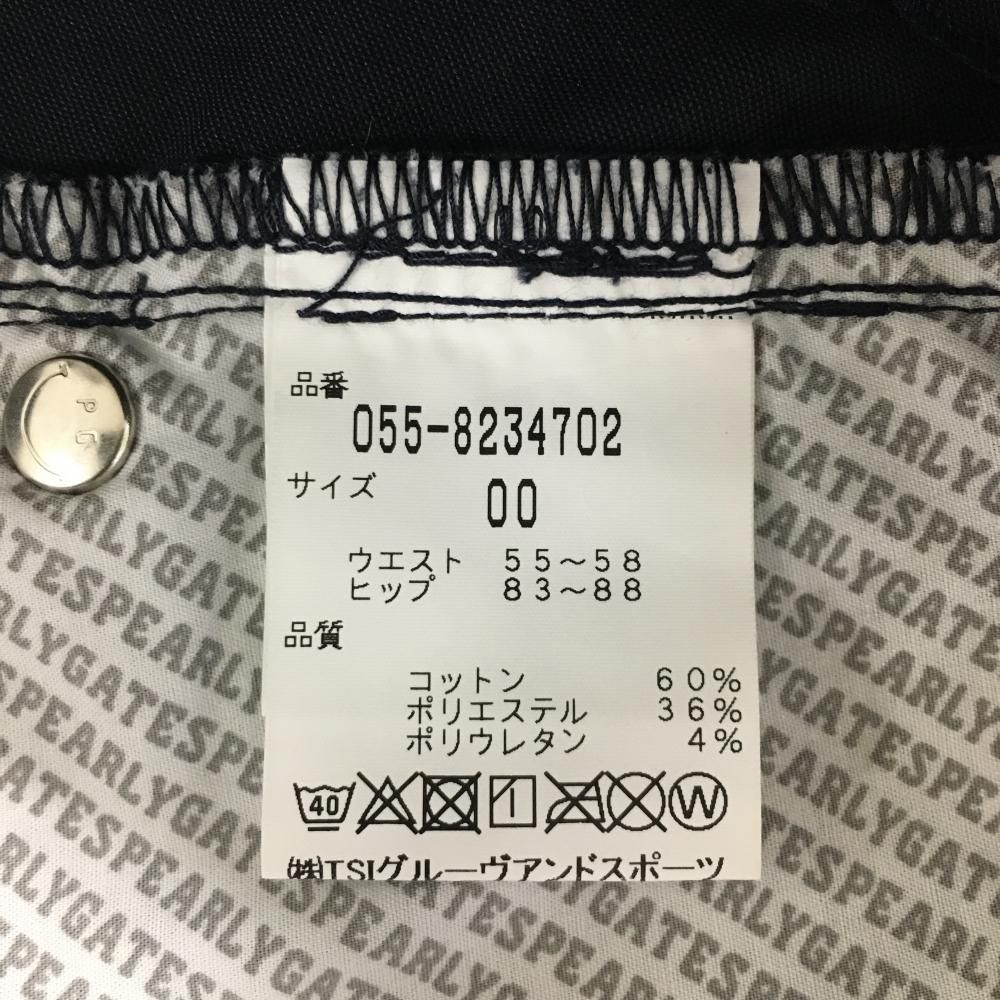 品番
055-8234702
サイズ
00
ウエスト 55～58
ヒップ 83～88
品質
コットン 60%
ポリエステル 36%
ポリウレタン 4%
40 W
㈱TSIグルーヴアンドスポーツ
PEARLYGATES
PG